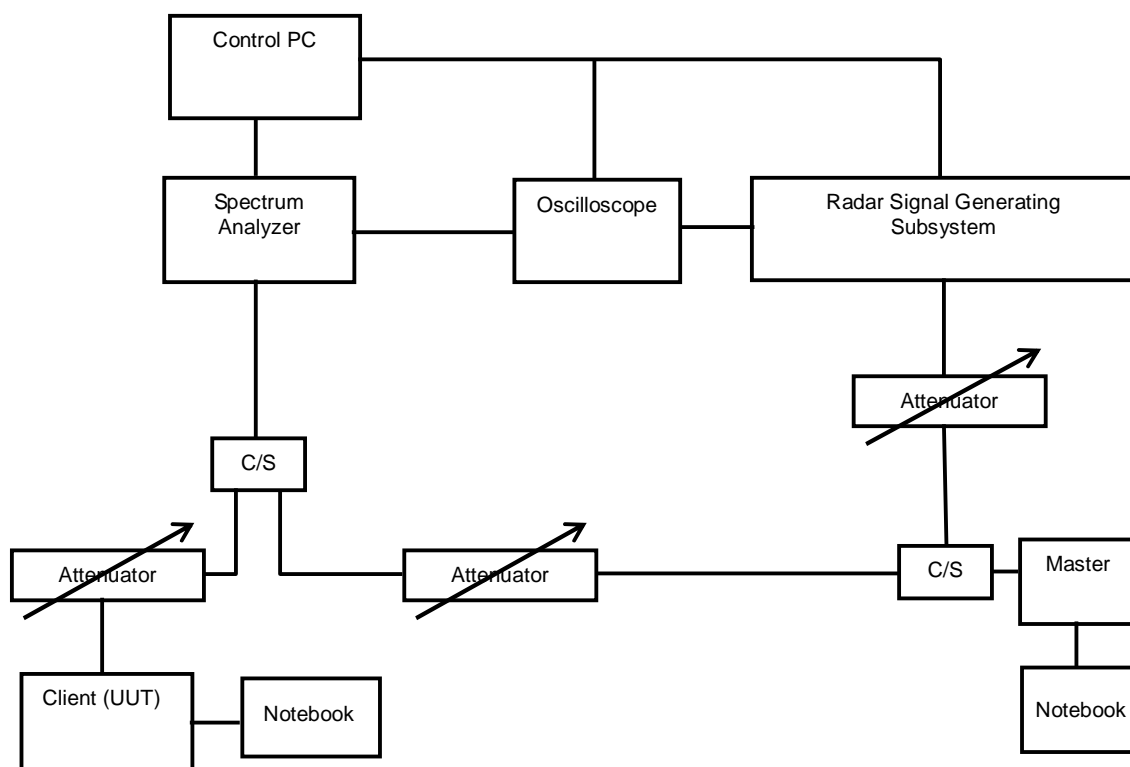 Control PC
Spectrum
Analyzer
Oscilloscope
Radar Signal Generating
Subsystem
Attenuator
C/S
Attenuator
Attenuator
C/S
Master
Client (UUT)
Notebook
Notebook